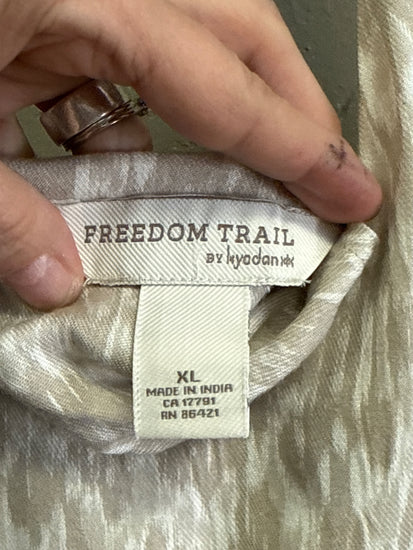 FREEDOM TRAIL
BY kyodan
XL
MADE IN INDIA
CA 17791
RN 86421